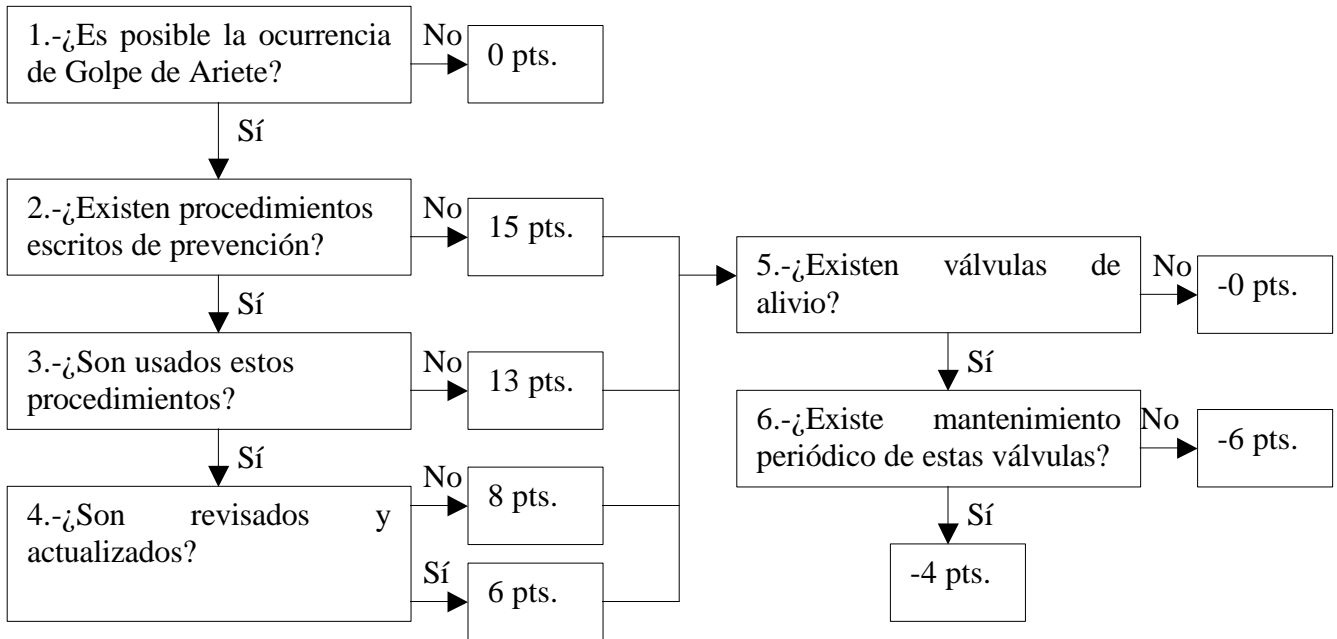 1.-¿Es posible la ocurrencia
de Golpe de Ariete?
No
0 pts.
Sí
2.-¿Existen procedimientos
escritos de prevención?
No
15 pts.
Sí
3.-¿Son usados estos
procedimientos?
No
13 pts.
Sí
4.-¿Son revisados y
actualizados?
No
8 pts.
Sí
6 pts.
5.-¿Existen válvulas de
alivio?
No
-0 pts.
Sí
6.-¿Existe mantenimiento
periódico de estas válvulas?
No
-6 pts.
Sí
-4 pts.